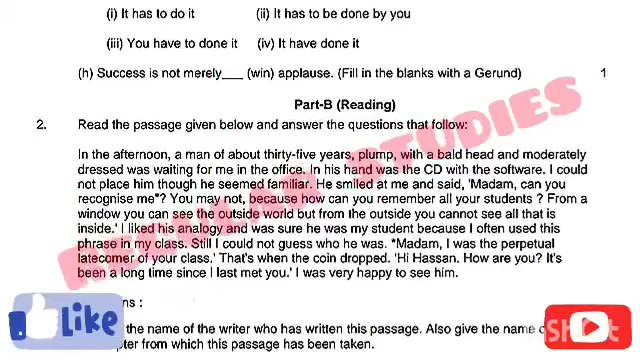 (i) It has to do it (ii) It has to be done by you
(iii) You have to done it (iv) It have done it
(h) Success is not merely___ (win) applause. (Fill in the blanks with a Gerund) 1
Part-B (Reading)
2. Read the passage given below and answer the questions that follow:
In the afternoon, a man of about thirty-five years, plump, with a bald head and moderately
dressed was waiting for me in the office. In his hand was the CD with the software. I could
not place him though he seemed familiar. He smiled at me and said, 'Madam, can you
recognise me"? You may not, because how can you remember all your students ? From a
window you can see the outside world but from the outside you cannot see all that is
inside.' I liked his analogy and was sure he was my student because I often used this
phrase in my class. Still I could not guess who he was. "Madam, I was the perpetual
latecomer of your class.' That's when the coin dropped. 'Hi Hassan. How are you? It's
been a long time since I last met you.' I was very happy to see him.
ns :
the name of the writer who has written this passage. Also give the name
pter from which this passage has been taken.
REGULAR STUDIES
Like